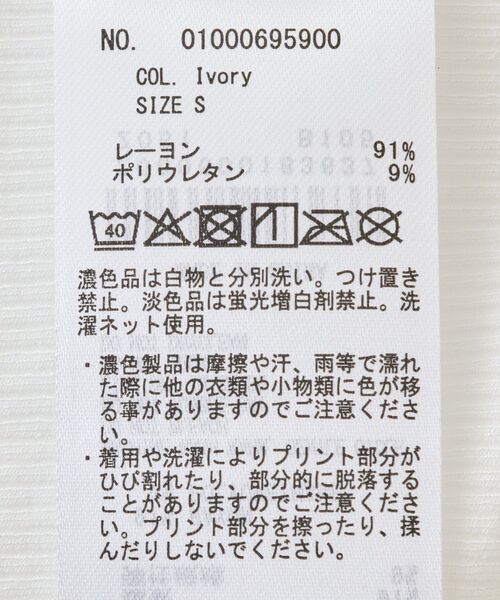 NO. 01000695900
COL. Ivory
SIZE S
レーヨン 91%
ポリウレタン 9%
40
濃色品は白物と分別洗い。つけ置き
禁止。淡色品は蛍光増白剤禁止。洗
濯ネット使用。
・濃色製品は摩擦や汗、雨等で濡れ
た際に他の衣類や小物類に色が移
る事がありますのでご注意くださ
い。
・着用や洗濯によりプリント部分が
ひび割れたり、部分的に脱落する
ことがありますのでご注意くださ
い。プリント部分を擦ったり、揉
んだりしないでください。